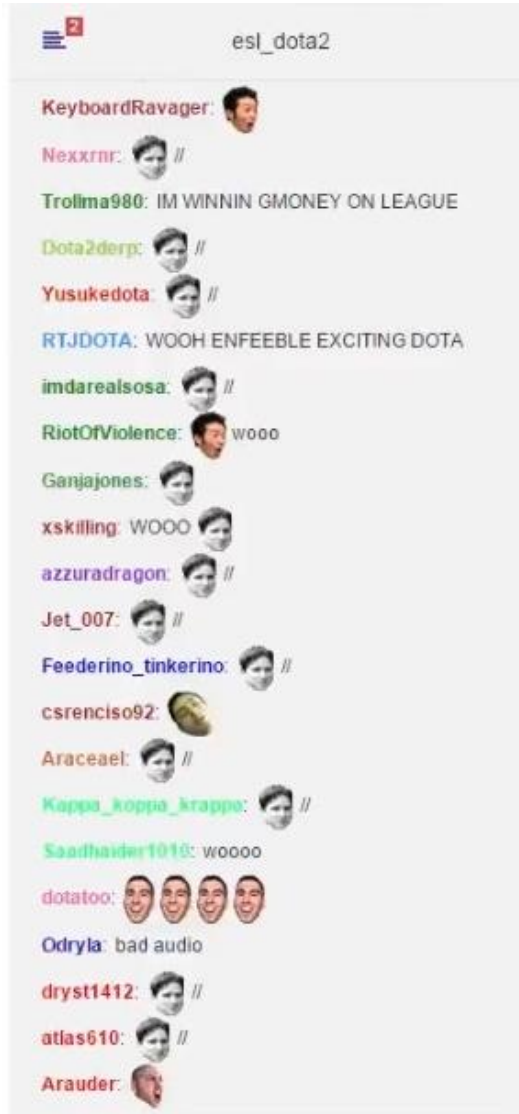 2
esl_dota2
KeyboardRavager:
Nexxrnr: //
Trollma980: IM WINNIN GMONEY ON LEAGUE
Dota2derp: //
Yusukedota: //
RTJDOTA: WOOH ENFEEBLE EXCITING DOTA
imdarealsosa: //
RiotOfViolence: wooo
Ganjajones:
xskilling: WOOO
azzuradragon: //
Jet_007: //
Feederino_tinkerino: //
csrenciso92:
Araceael: //
Kappa_koppa_krappa: //
Saadhaider1010: woooo
dotatoo:
Odryla: bad audio
dryst1412: //
atlas610: //
Arauder: